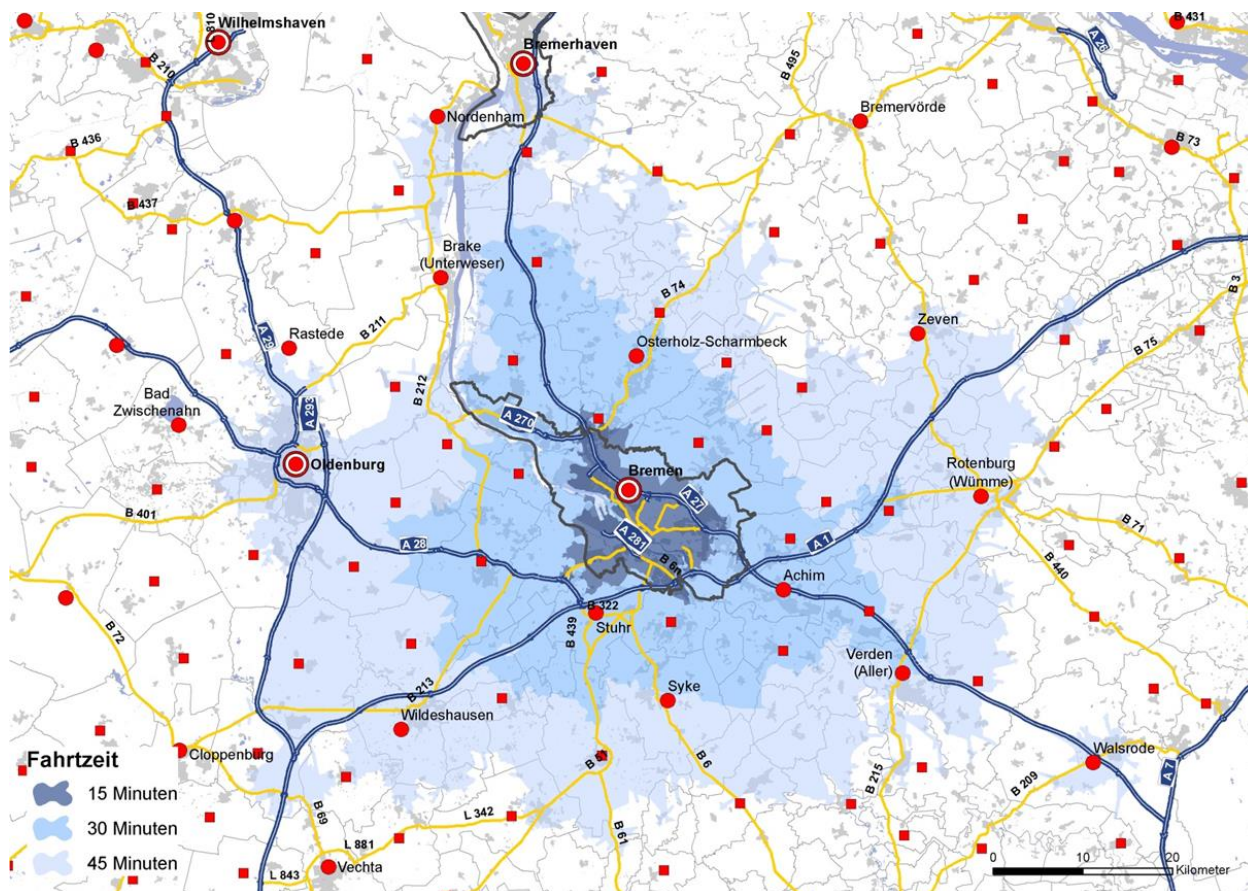 Wilhelmshaven
Bremerhaven
B 431
L 810
B 210
A 26
B 495
Nordenham
Bremervörde
B 436
B 73
B 437
Brake
(Unterweser)
B 74
B 3
A 29
B 211
Rastede
Osterholz-Scharmbeck
Zeven
B 75
Bad
Zwischenahn
B 212
A 293
A 270
Oldenburg
Bremen
Rotenburg
(Wümme)
A 27
B 401
B 71
A 28
A 281
A 1
B 6n
B 440
Achim
B 322
Stuhr
B 439
B 72
Verden
(Aller)
B 213
Syke
Wildeshausen
Cloppenburg
Walsrode
B 51
B 6
A 7
B 215
B 209
Fahrtzeit
15 Minuten
30 Minuten
45 Minuten
B 69
L 342
B 61
L 881
L 843
Vechta
0 10 20
Kilometer